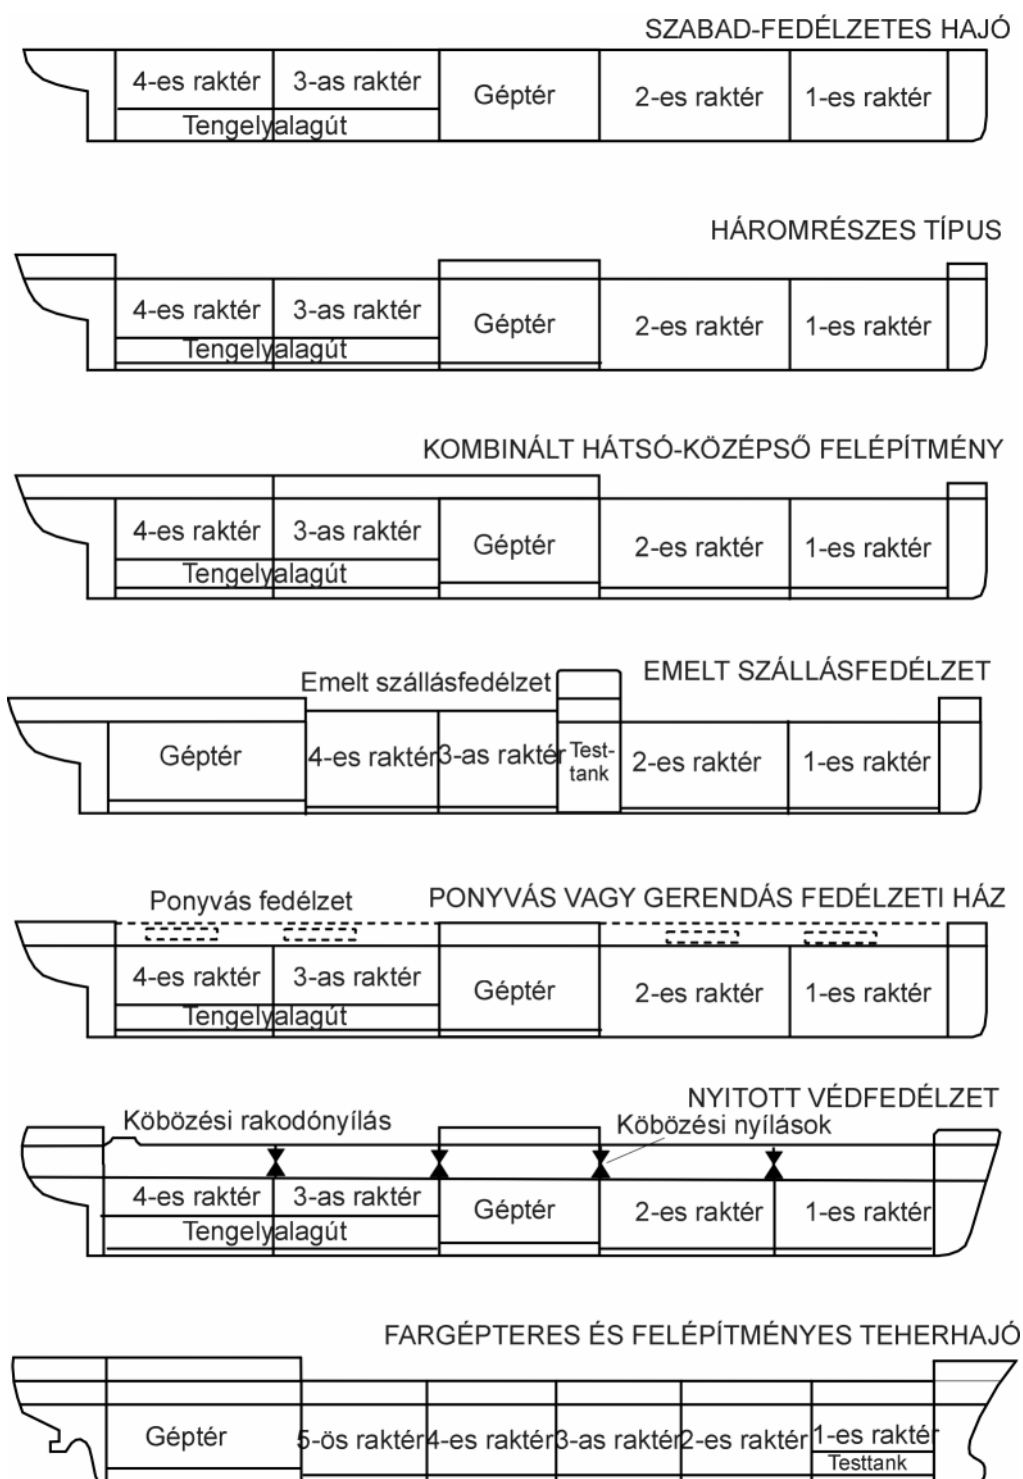 SZABAD-FEDÉLZETES HAJÓ
4-es raktér 3-as raktér Géptér 2-es raktér 1-es raktér
Tengelyalagút
HÁROMRÉSZES TÍPUS
4-es raktér 3-as raktér Géptér 2-es raktér 1-es raktér
Tengelyalagút
KOMBINÁLT HÁTSÓ-KÖZÉPSŐ FELÉPÍTMÉNY
4-es raktér 3-as raktér Géptér 2-es raktér 1-es raktér
Tengelyalagút
EMELT SZÁLLÁSFEDÉLZET
Emelt szállásfedélzet
Géptér 4-es raktér 3-as raktér Test- 2-es raktér 1-es raktér
tank
PONYVÁS VAGY GERENDÁS FEDÉLZETI HÁZ
Ponyvás fedélzet
4-es raktér 3-as raktér Géptér 2-es raktér 1-es raktér
Tengelyalagút
NYITOTT VÉDFEDÉLZET
Köbözési rakodónyílás Köbözési nyílások
4-es raktér 3-as raktér Géptér 2-es raktér 1-es raktér
Tengelyalagút
FARGÉPTERES ÉS FELÉPÍTMÉNYES TEHERHAJÓ
Géptér 5-ös raktér 4-es raktér 3-as raktér 2-es raktér 1-es raktér
Testtank